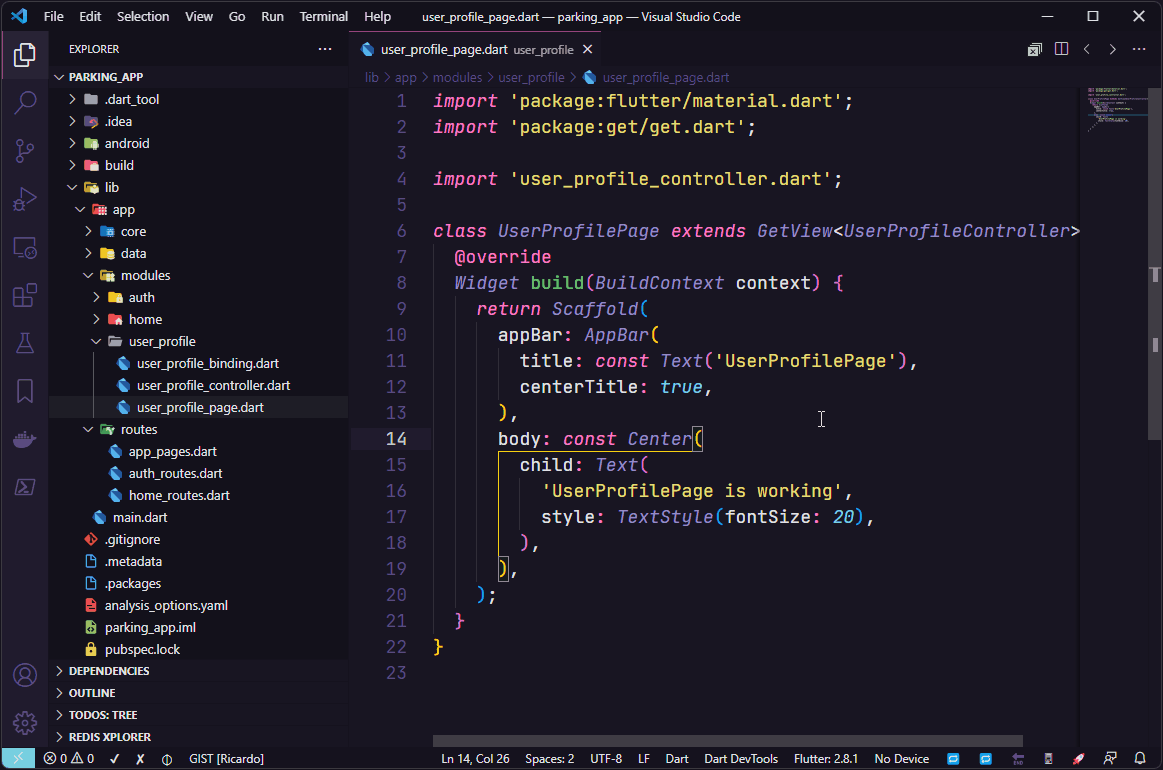 File Edit Selection View Go Run Terminal Help user_profile_page.dart — parking_app — Visual Studio Code
EXPLORER
PARKING_APP
.dart_tool
.idea
android
build
lib
app
core
data
modules
auth
home
user_profile
user_profile_binding.dart
user_profile_controller.dart
user_profile_page.dart
routes
app_pages.dart
auth_routes.dart
home_routes.dart
main.dart
.gitignore
.metadata
.packages
analysis_options.yaml
parking_app.iml
pubspec.lock
DEPENDENCIES
OUTLINE
TODOS: TREE
REDIS XPLORER
user_profile_page.dart user_profile
lib > app > modules > user_profile > user_profile_page.dart
1 import 'package:flutter/material.dart';
2 import 'package:get/get.dart';
3
4 import 'user_profile_controller.dart';
5
6 class UserProfilePage extends GetView<UserProfileController>
7 @override
8 Widget build(BuildContext context) {
9 return Scaffold(
10 appBar: AppBar(
11 title: const Text('UserProfilePage'),
12 centerTitle: true,
13 ),
14 body: const Center(
15 child: Text(
16 'UserProfilePage is working',
17 style: TextStyle(fontSize: 20),
18 ),
19 ),
20 );
21 }
22 }
23
0 0 GIST [Ricardo] Ln 14, Col 26 Spaces: 2 UTF-8 LF Dart Dart DevTools Flutter: 2.8.1 No Device